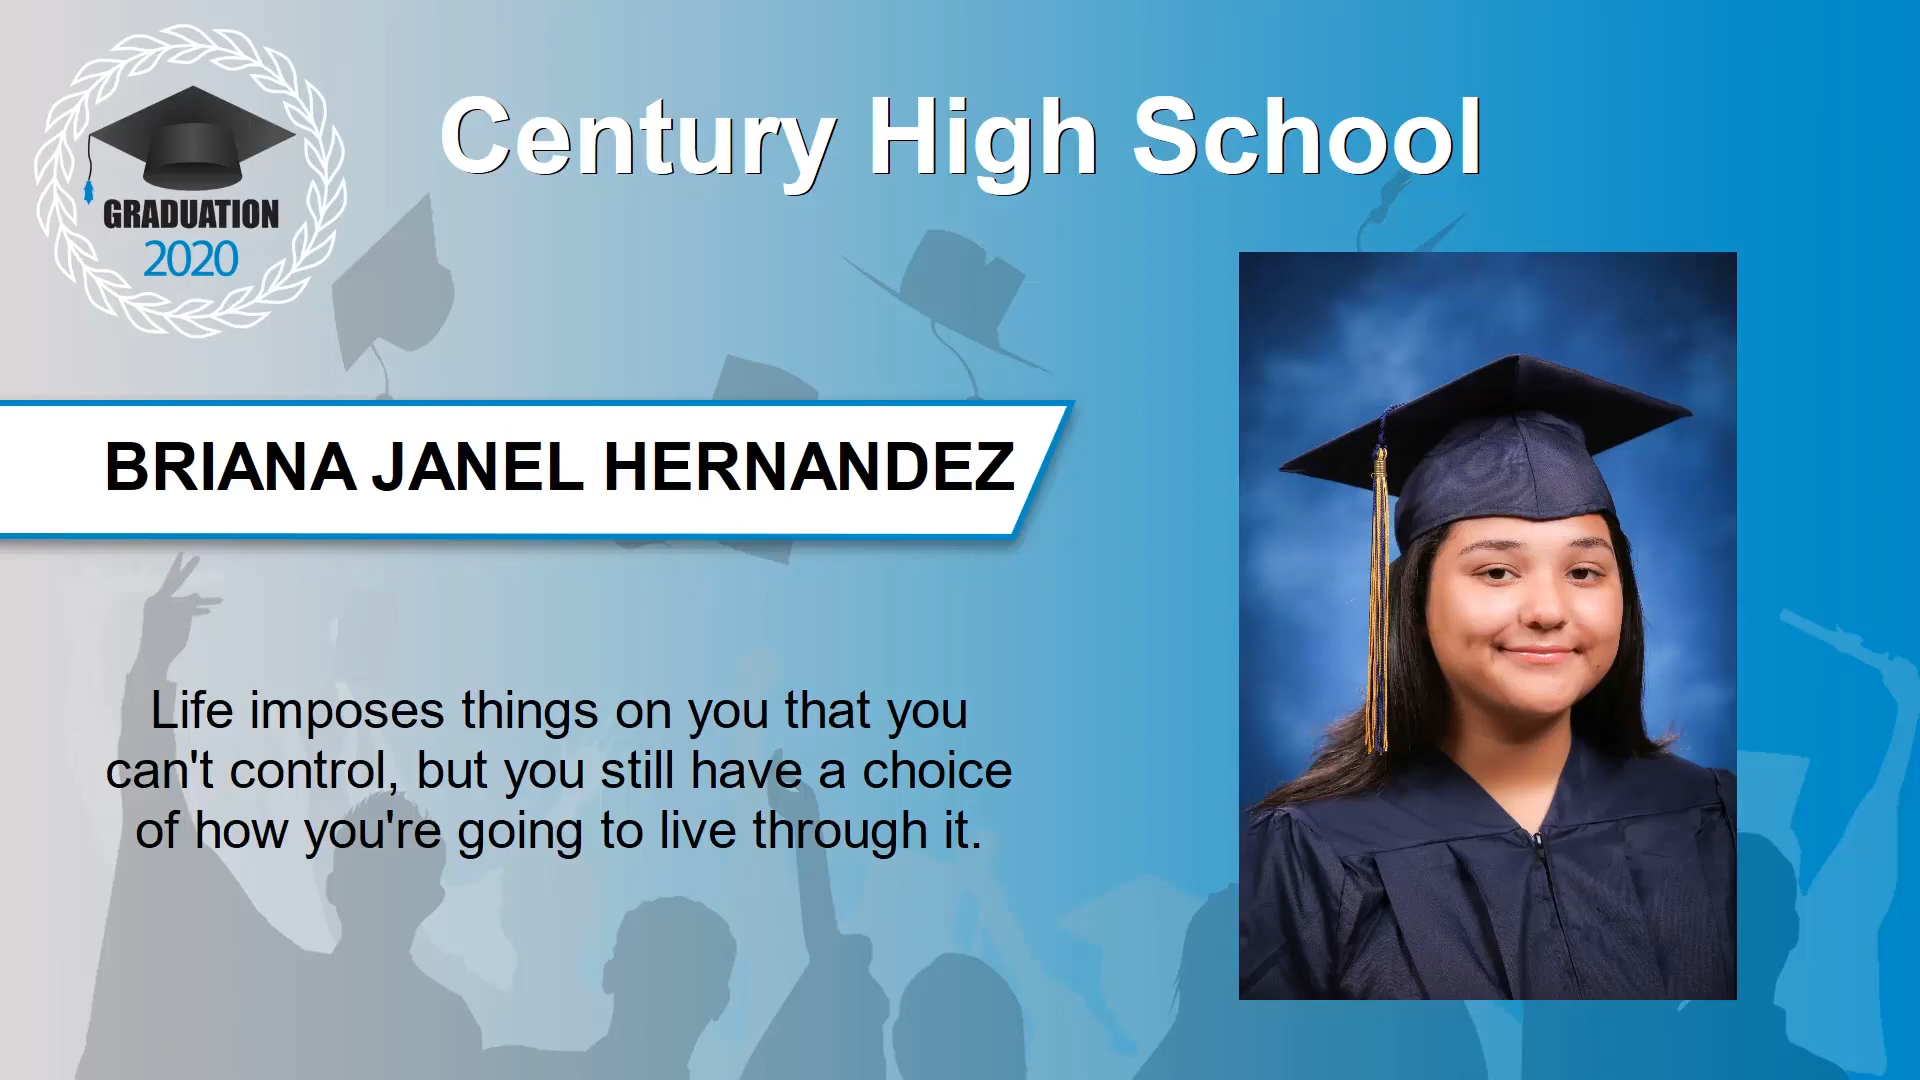 Century High School
GRADUATION
2020
BRIANA JANEL HERNANDEZ
Life imposes things on you that you
can't control, but you still have a choice
of how you're going to live through it.